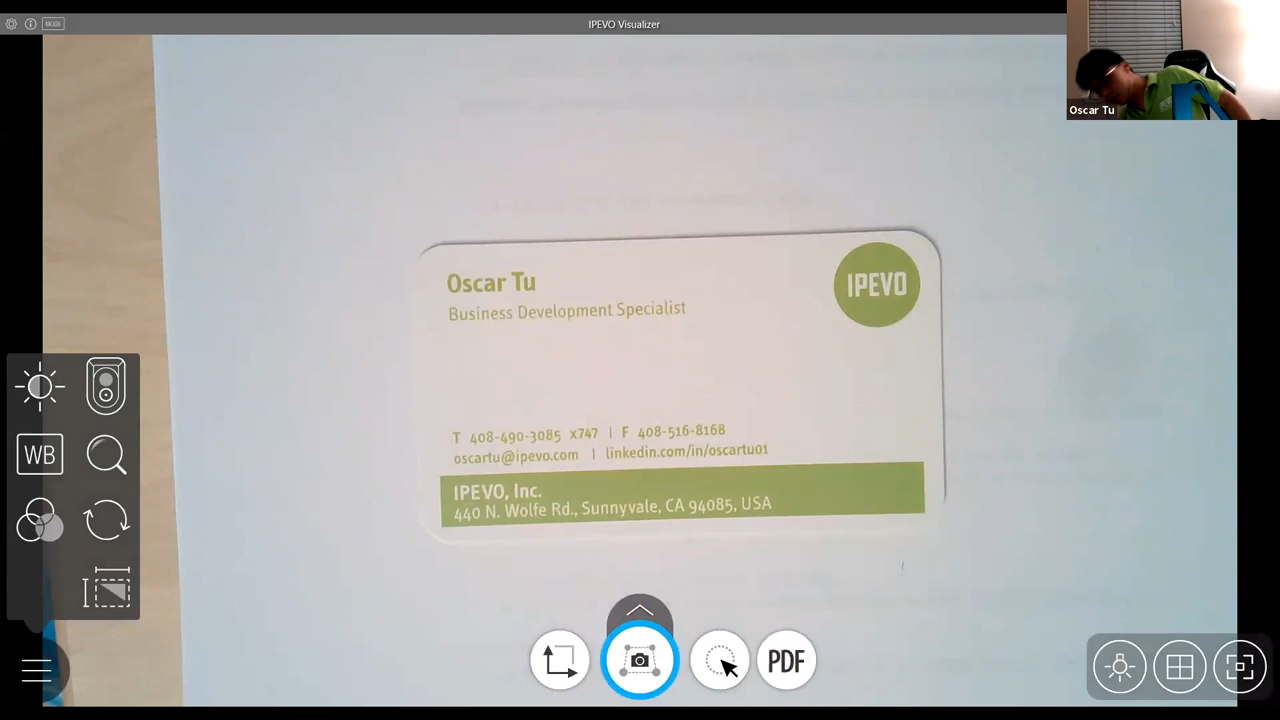 IPEVO Visualizer
Oscar Tu
Oscar Tu
Business Development Specialist
IPEVO
T 408-490-3085 x747 | F 408-516-8168
oscartu@ipevo.com | linkedin.com/in/oscartu01
IPEVO, Inc.
440 N. Wolfe Rd., Sunnyvale, CA 94085, USA
WB
PDF